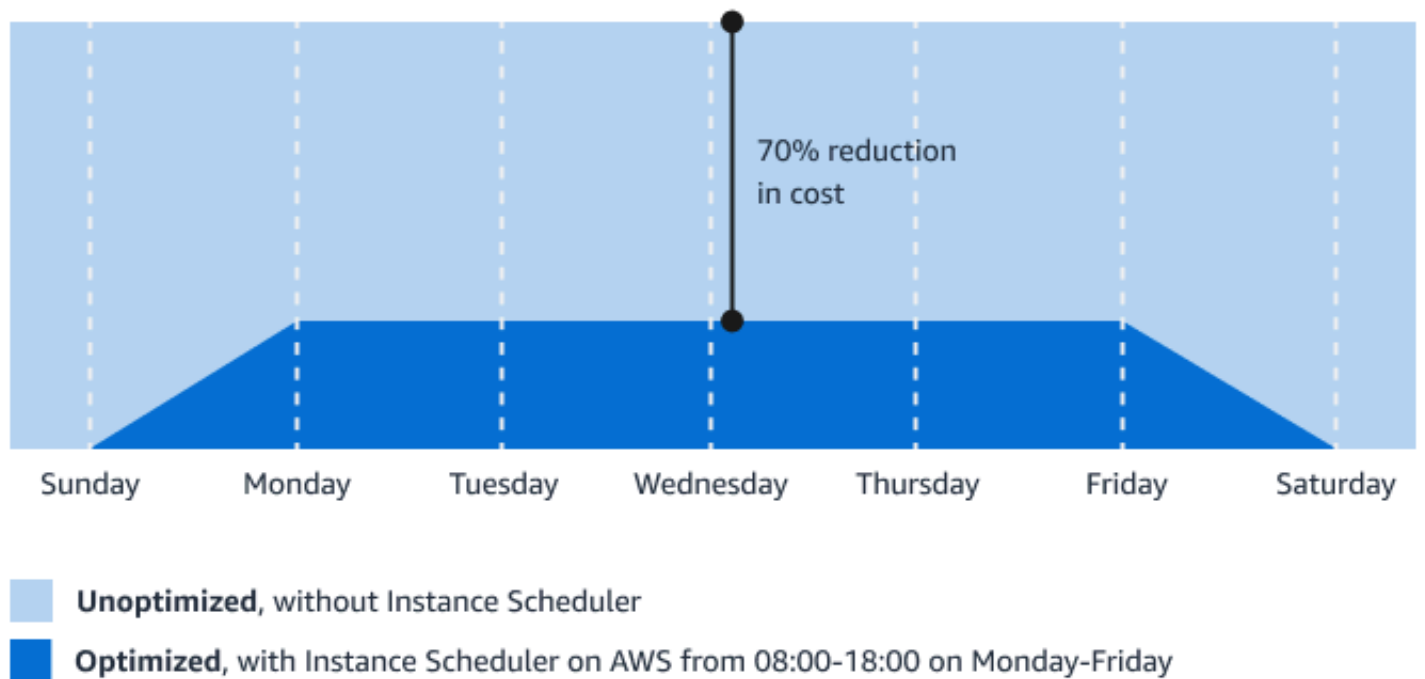 70% reduction
in cost
Sunday Monday Tuesday Wednesday Thursday Friday Saturday
Unoptimized, without Instance Scheduler
Optimized, with Instance Scheduler on AWS from 08:00-18:00 on Monday-Friday